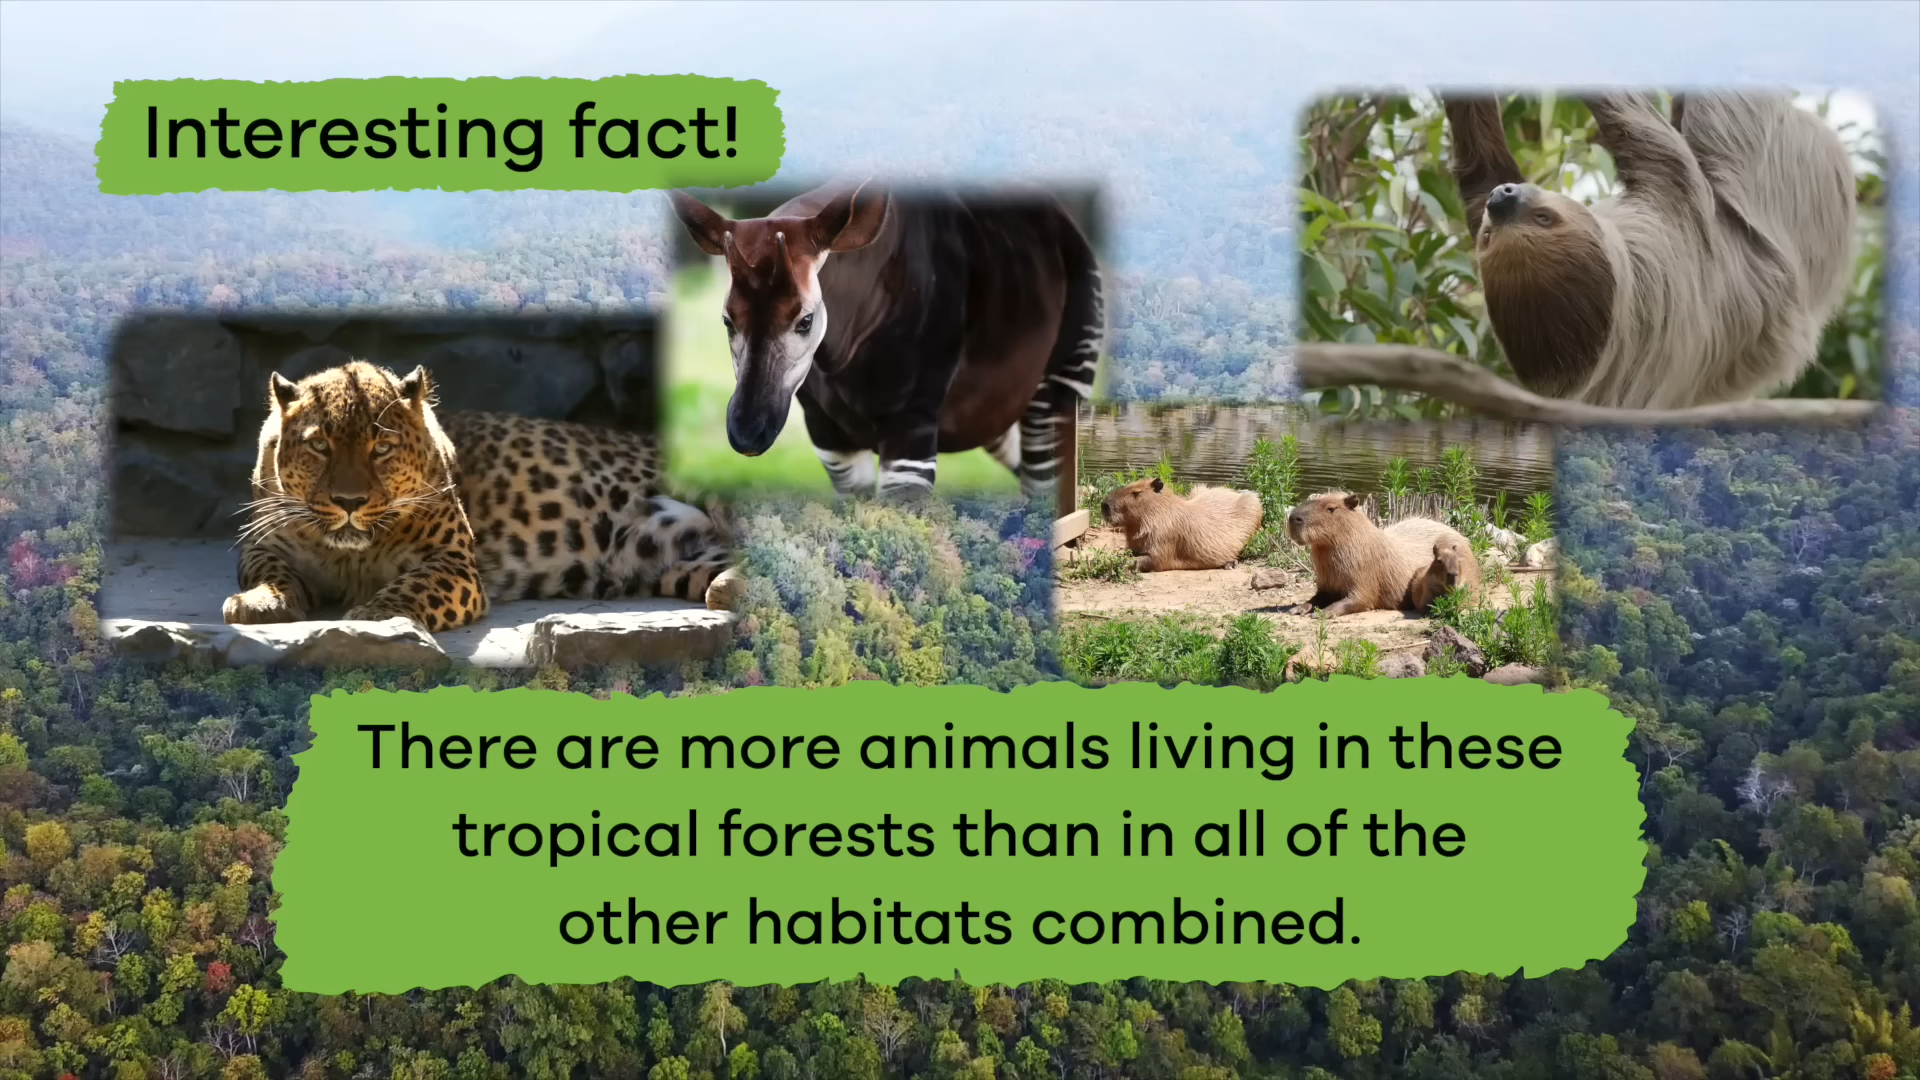 Interesting fact!
There are more animals living in these
tropical forests than in all of the
other habitats combined.